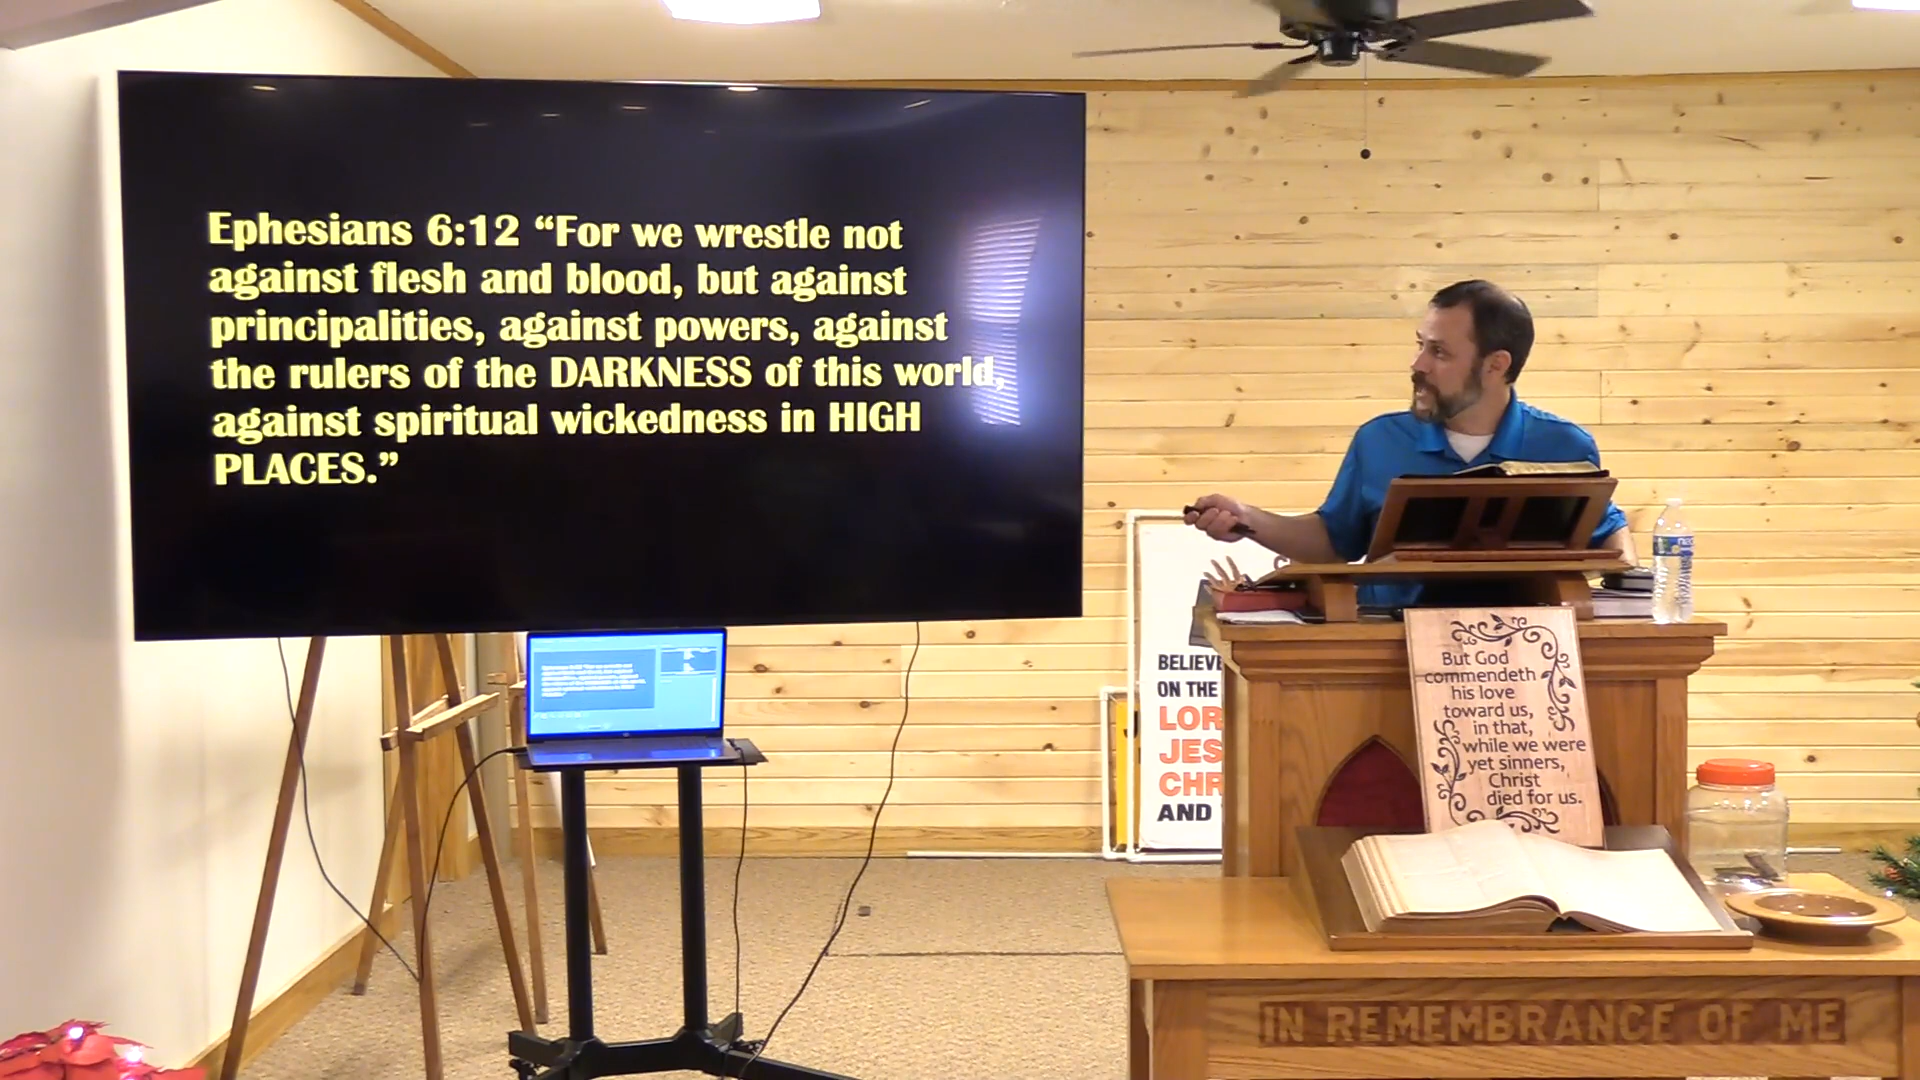 Ephesians 6:12 “For we wrestle not
against flesh and blood, but against
principalities, against powers, against
the rulers of the DARKNESS of this world,
against spiritual wickedness in HIGH
PLACES.”
BELIEVE
ON THE
LOR
JES
CHR
AND
But God
commendeth
his love
toward us,
in that,
while we were
yet sinners,
Christ
died for us.
IN REMEMBRANCE OF ME